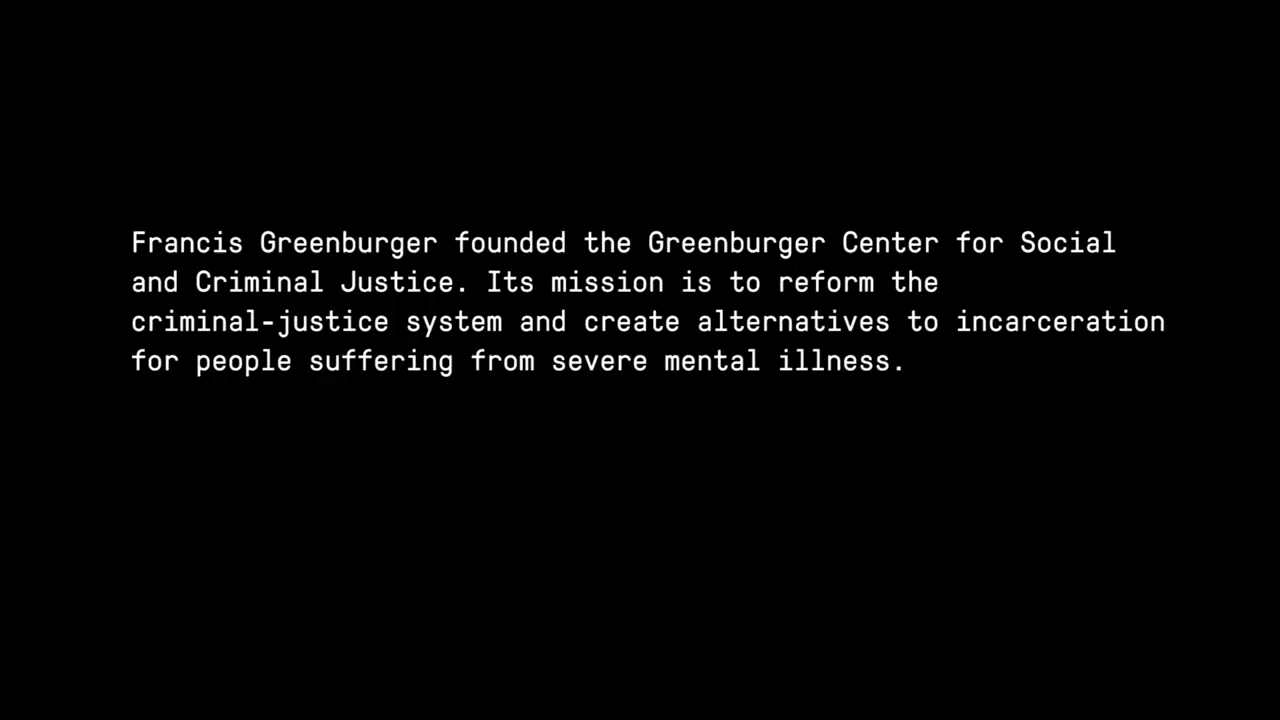 Francis Greenburger founded the Greenburger Center for Social
and Criminal Justice. Its mission is to reform the
criminal-justice system and create alternatives to incarceration
for people suffering from severe mental illness.